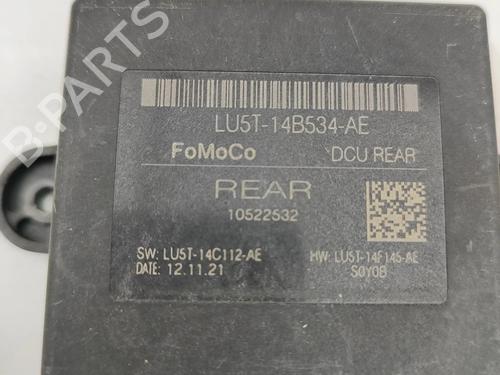 LU5T-14B534-AE
FoMoCo DCU REAR
REAR
10522532
SW: LU5T-14C112-AE HW: LU5T-14F145-AE
DATE: 12.11.21 S0Y0B
B-PARTS